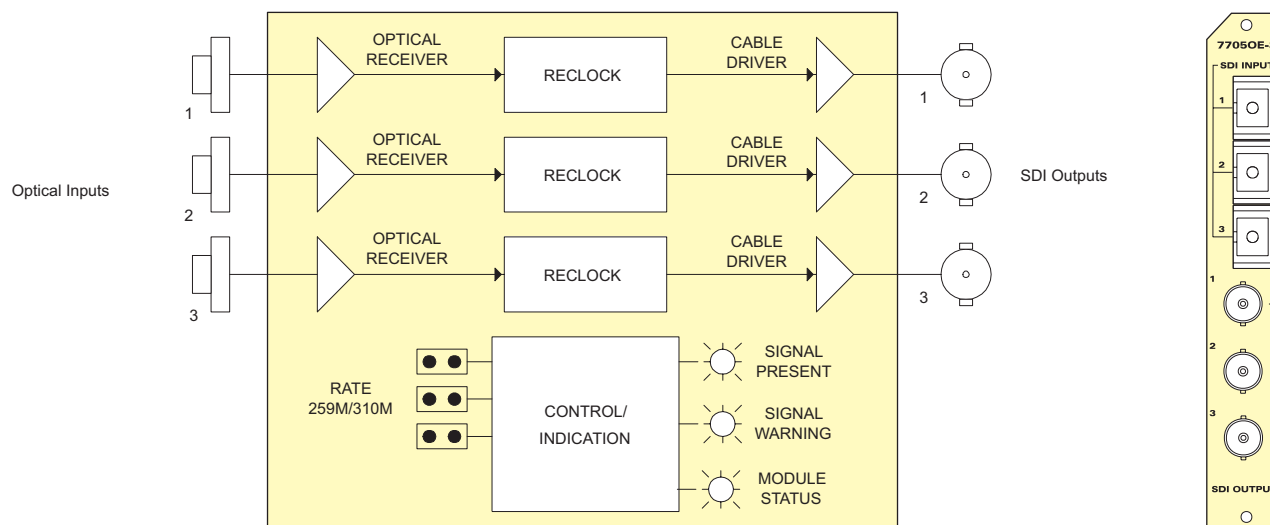 OPTICAL
RECEIVER
CABLE
DRIVER
RECLOCK
1
1
OPTICAL
RECEIVER
CABLE
DRIVER
RECLOCK
Optical Inputs
SDI Outputs
2
2
OPTICAL
RECEIVER
CABLE
DRIVER
RECLOCK
3
3
RATE
259M/310M
CONTROL/
INDICATION
SIGNAL
PRESENT
SIGNAL
WARNING
MODULE
STATUS
7705OE-
SDI INPUT
1
2
3
1
2
3
SDI OUTPU